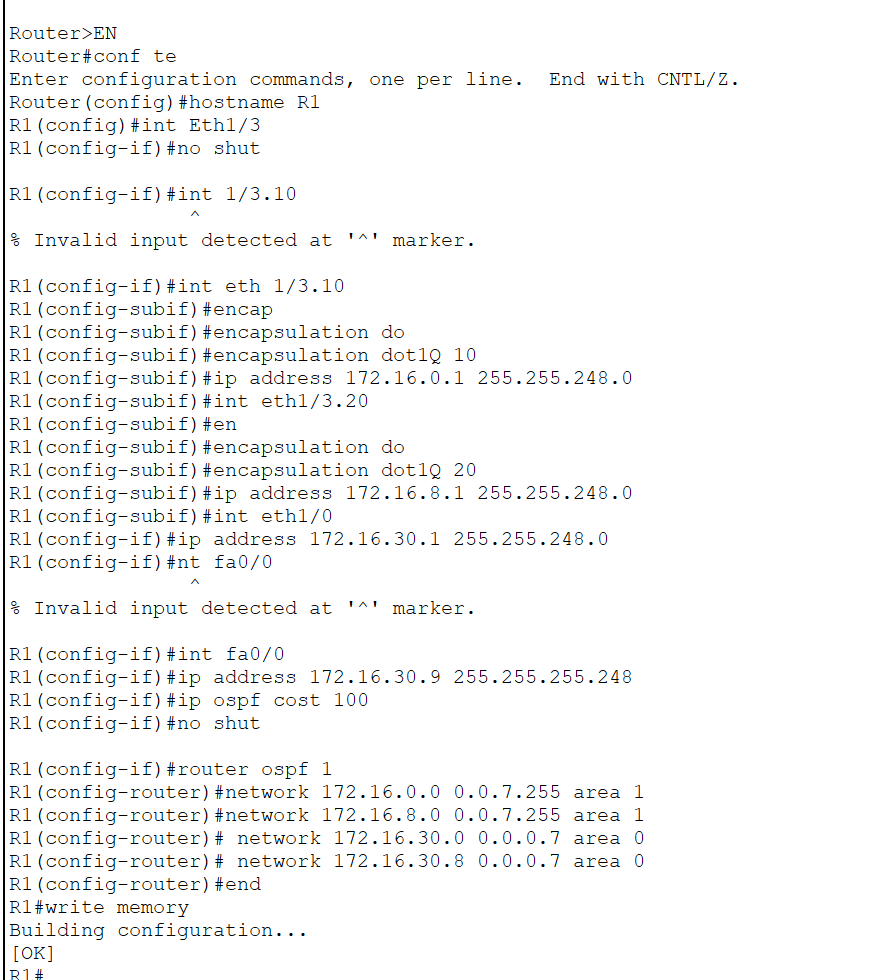 Router>EN
Router#conf te
Enter configuration commands, one per line.  End with CNTL/Z.
Router(config)#hostname R1
R1(config)#int Eth1/3
R1(config-if)#no shut

R1(config-if)#int 1/3.10
               ^
% Invalid input detected at '^' marker.

R1(config-if)#int eth 1/3.10
R1(config-subif)#encap
R1(config-subif)#encapsulation do
R1(config-subif)#encapsulation dot1Q 10
R1(config-subif)#ip address 172.16.0.1 255.255.248.0
R1(config-subif)#int eth1/3.20
R1(config-subif)#en
R1(config-subif)#encapsulation do
R1(config-subif)#encapsulation dot1Q 20
R1(config-subif)#ip address 172.16.8.1 255.255.248.0
R1(config-subif)#int eth1/0
R1(config-if)#ip address 172.16.30.1 255.255.248.0
R1(config-if)#nt fa0/0
               ^
% Invalid input detected at '^' marker.

R1(config-if)#int fa0/0
R1(config-if)#ip address 172.16.30.9 255.255.255.248
R1(config-if)#ip ospf cost 100
R1(config-if)#no shut

R1(config-if)#router ospf 1
R1(config-router)#network 172.16.0.0 0.0.7.255 area 1
R1(config-router)#network 172.16.8.0 0.0.7.255 area 1
R1(config-router)# network 172.16.30.0 0.0.0.7 area 0
R1(config-router)# network 172.16.30.8 0.0.0.7 area 0
R1(config-router)#end
R1#write memory
Building configuration...
[OK]
R1#